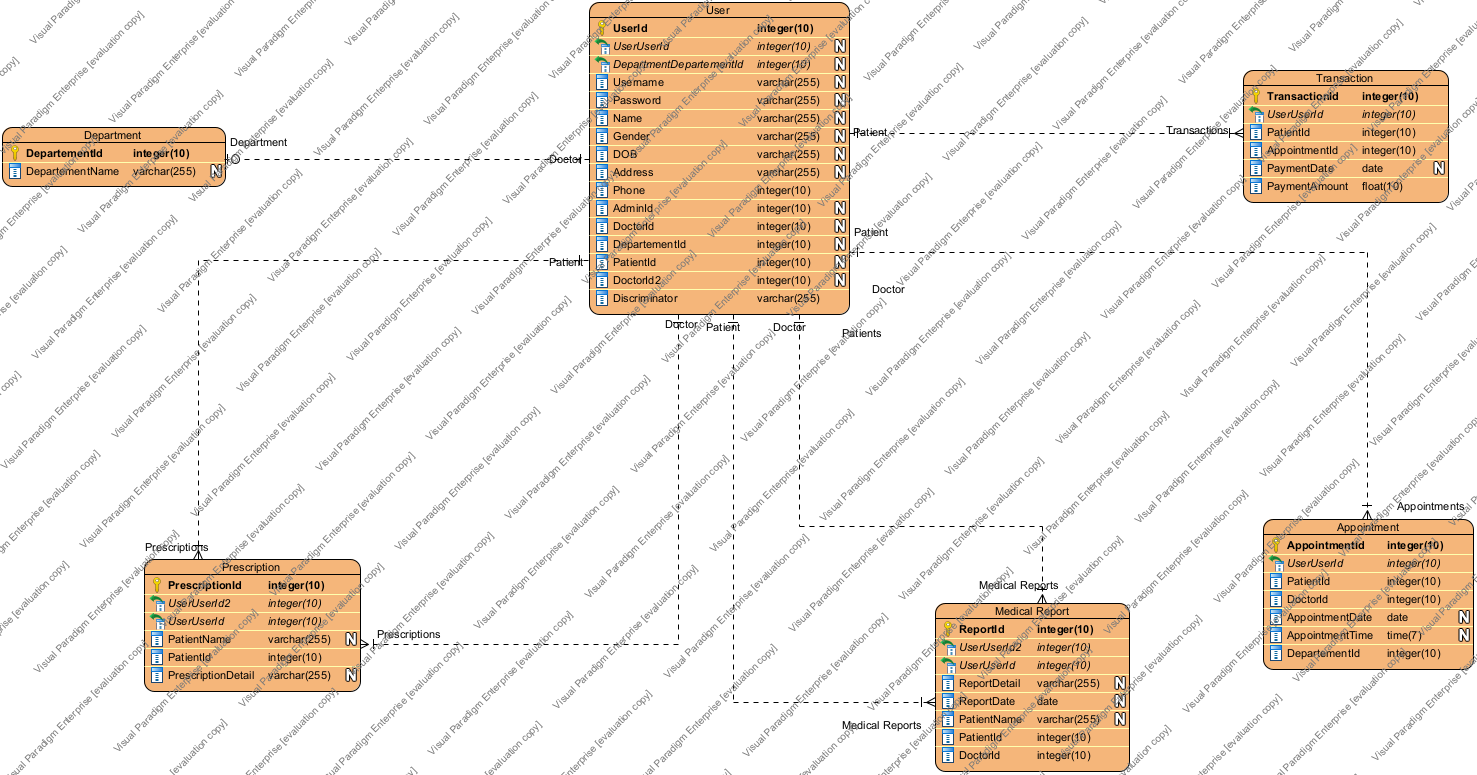 User
UserId integer(10)
UserUserId integer(10) N
DepartmentDepartementId integer(10) N
Username varchar(255) N
Password varchar(255) N
Name varchar(255) N
Gender varchar(255) N
DOB varchar(255) N
Address varchar(255) N
Phone integer(10)
AdminId integer(10) N
DoctorId integer(10) N
DepartementId integer(10) N
PatientId integer(10) N
DoctorId2 integer(10) N
Discriminator varchar(255)
Transaction
TransactionId integer(10)
UserUserId integer(10)
PatientId integer(10)
AppointmentId integer(10)
PaymentDate date N
PaymentAmount float(10)
Department
DepartementId integer(10)
DepartementName varchar(255) N
Department
Doctor
Patient
Transactions
Patient
Patient
Doctor
Doctor
Patient
Doctor
Patients
Prescriptions
Prescription
PrescriptionId integer(10)
UserUserId2 integer(10)
UserUserId integer(10)
PatientName varchar(255) N
PatientId integer(10)
PrescriptionDetail varchar(255) N
Prescriptions
Medical Reports
Medical Report
ReportId integer(10)
UserUserId2 integer(10)
UserUserId integer(10)
ReportDetail varchar(255) N
ReportDate date N
PatientName varchar(255) N
PatientId integer(10)
DoctorId integer(10)
Medical Reports
Appointments
Appointment
AppointmentId integer(10)
UserUserId integer(10)
PatientId integer(10)
DoctorId integer(10)
AppointmentDate date N
AppointmentTime time(7) N
DepartementId integer(10)
Visual Paradigm Enterprise [evaluation copy]